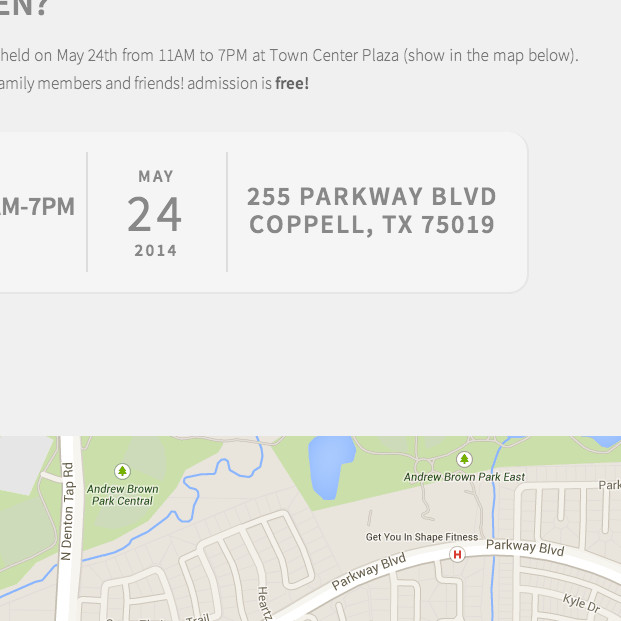 EN?
held on May 24th from 11AM to 7PM at Town Center Plaza (show in the map below).
amily members and friends! admission is free!
MAY
M-7PM
24
255 PARKWAY BLVD
COPPELL, TX 75019
2014
Andrew Brown
Park Central
Andrew Brown Park East
Park
N Denton Tap Rd
Get You In Shape Fitness
H
Parkway Blvd
Parkway Blvd
Heartz
Kyle Dr
Trail